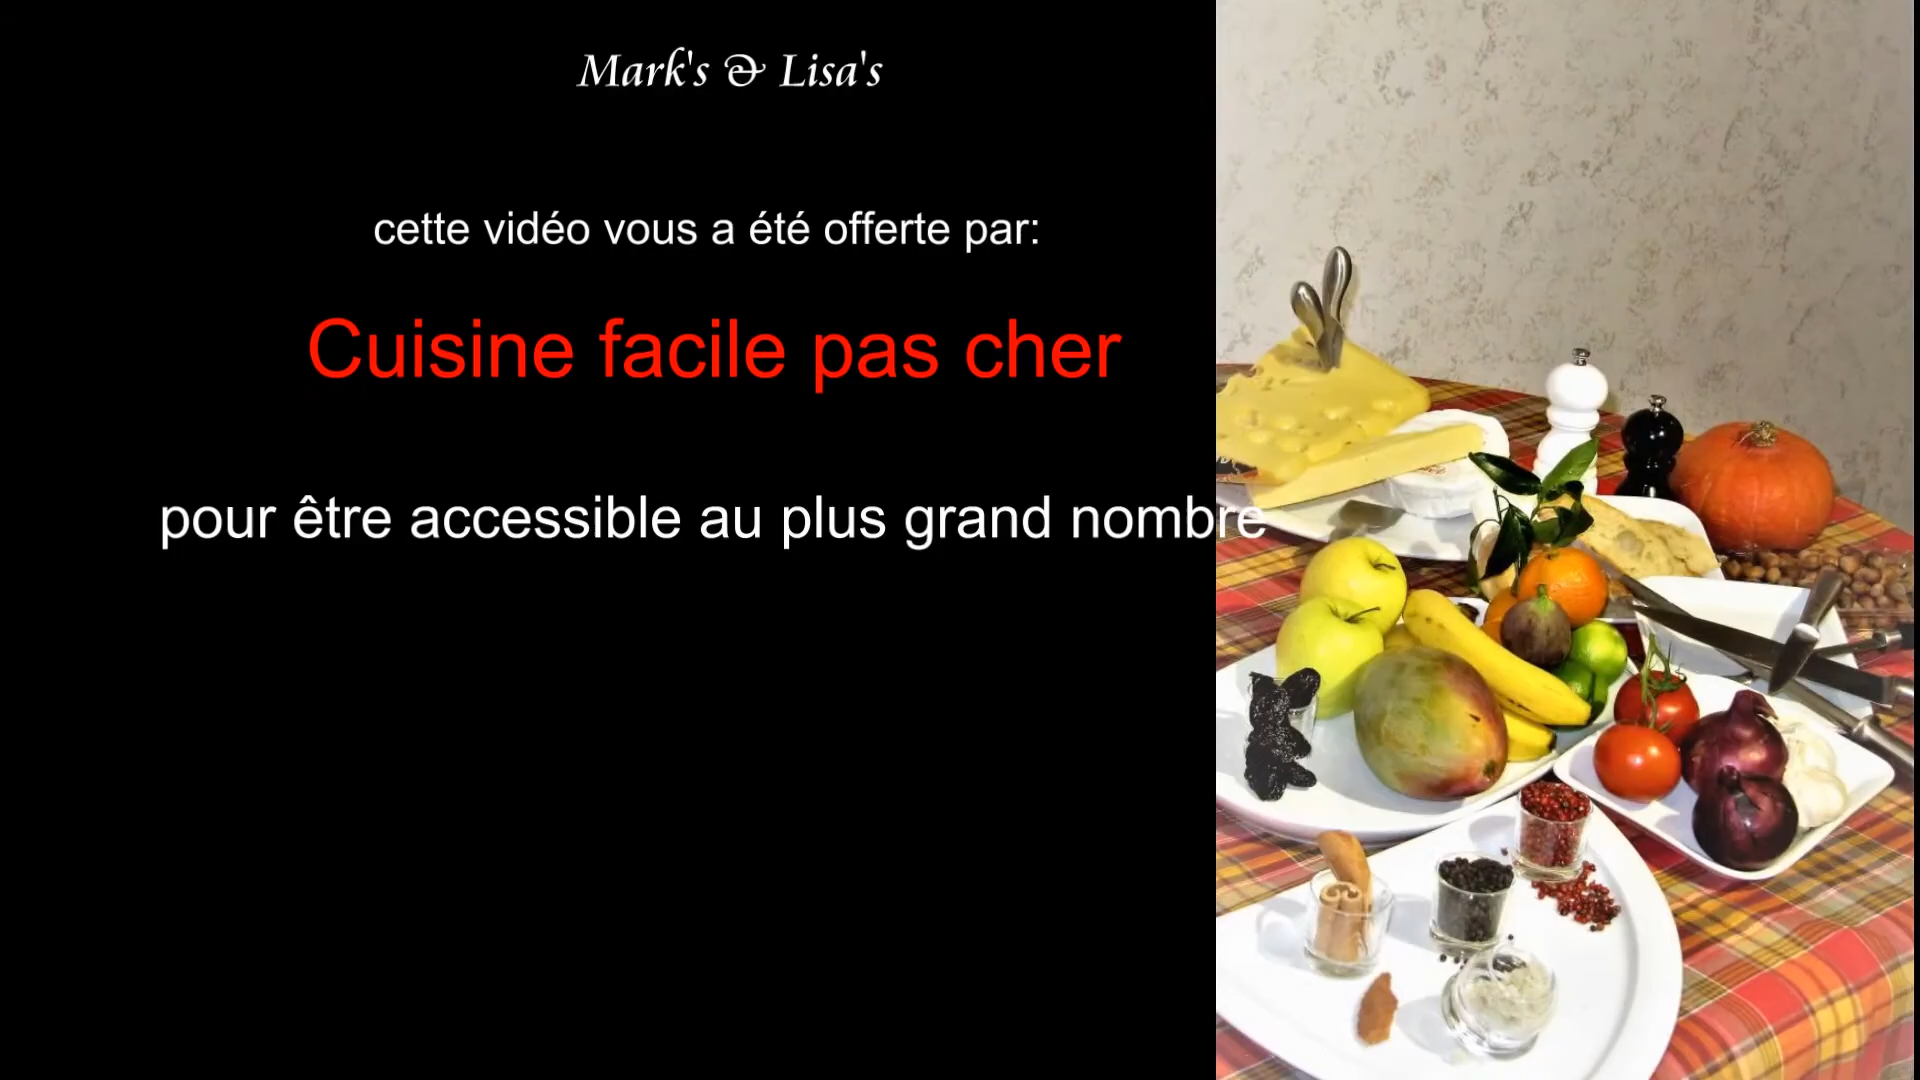 Mark's & Lisa's
cette vidéo vous a été offerte par:
Cuisine facile pas cher
pour être accessible au plus grand nombre